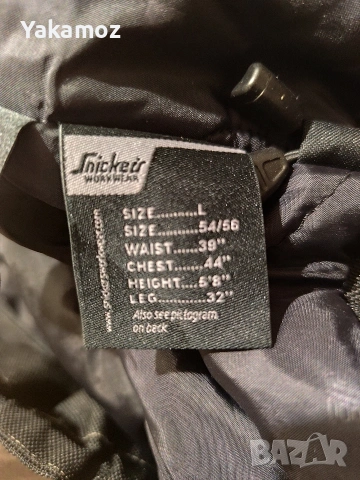 Yakamoz
Snickers
WORKWEAR
SIZE..........L
SIZE.......54/56
WAIST......39"
CHEST......44"
HEIGHT....5'8"
LEG..........32"
Also see pictogram
on back
BAZAR